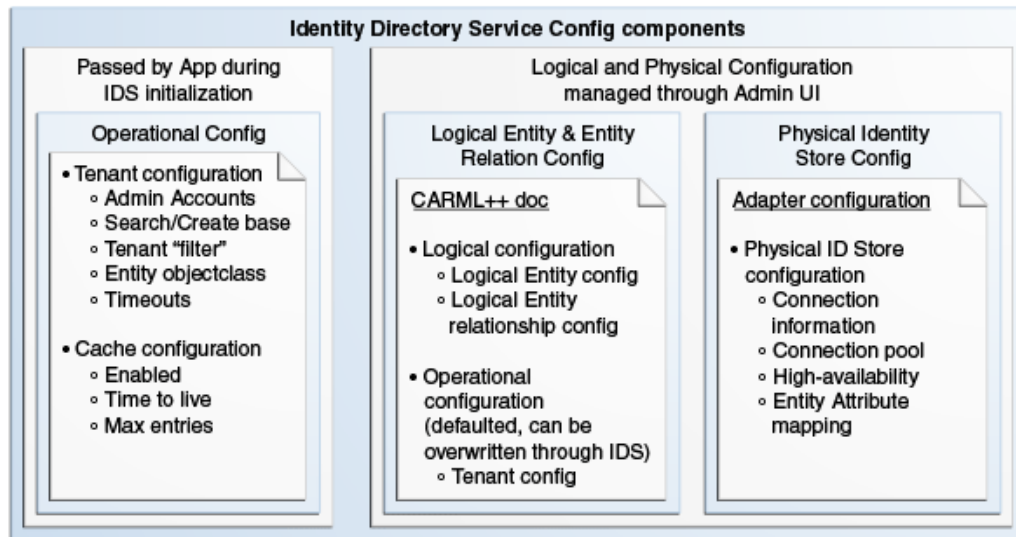 Identity Directory Service Config components
Passed by App during
IDS initialization
Operational Config
• Tenant configuration
∘ Admin Accounts
∘ Search/Create base
∘ Tenant “filter”
∘ Entity objectclass
∘ Timeouts
• Cache configuration
∘ Enabled
∘ Time to live
∘ Max entries
Logical and Physical Configuration
managed through Admin UI
Logical Entity & Entity
Relation Config
CARML++ doc
• Logical configuration
∘ Logical Entity config
∘ Logical Entity
relationship config
• Operational
configuration
(defaulted, can be
overwritten through IDS)
∘ Tenant config
Physical Identity
Store Config
Adapter configuration
• Physical ID Store
configuration
∘ Connection
information
∘ Connection pool
∘ High-availability
∘ Entity Attribute
mapping